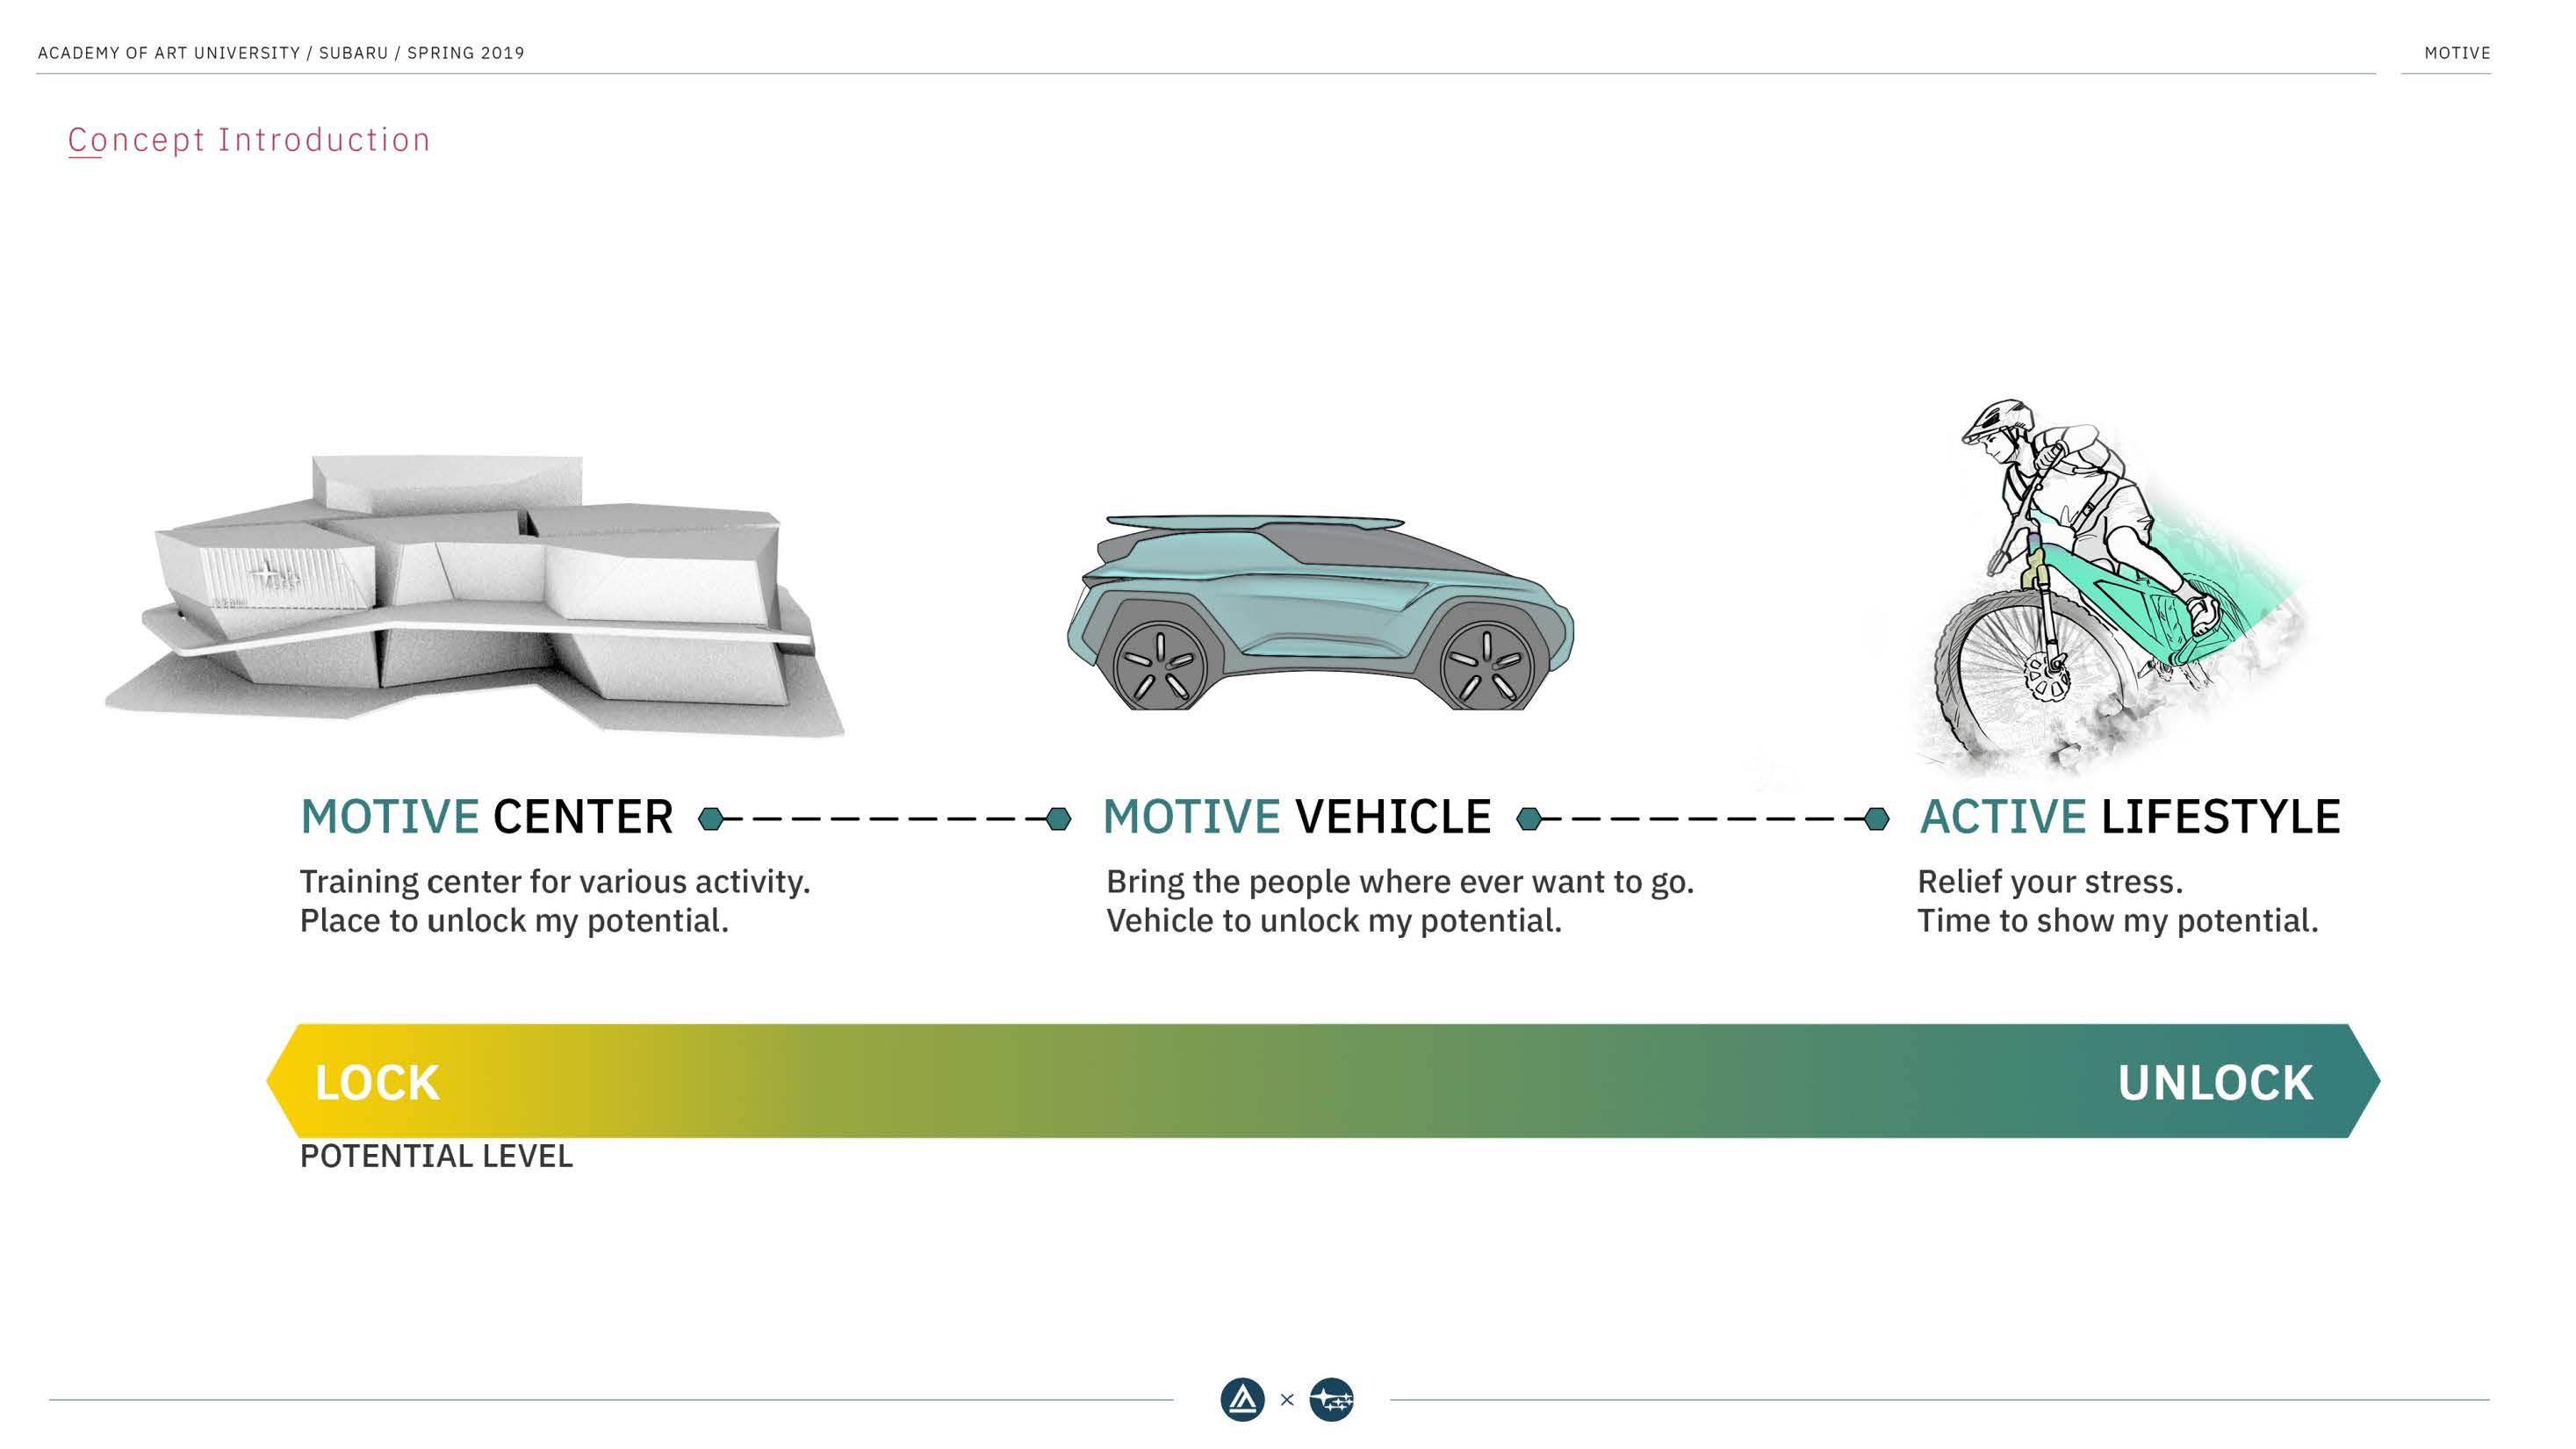 ACADEMY OF ART UNIVERSITY / SUBARU / SPRING 2019
MOTIVE
Concept Introduction
MOTIVE CENTER
Training center for various activity.
Place to unlock my potential.
MOTIVE VEHICLE
Bring the people where ever want to go.
Vehicle to unlock my potential.
ACTIVE LIFESTYLE
Relief your stress.
Time to show my potential.
LOCK
UNLOCK
POTENTIAL LEVEL
×